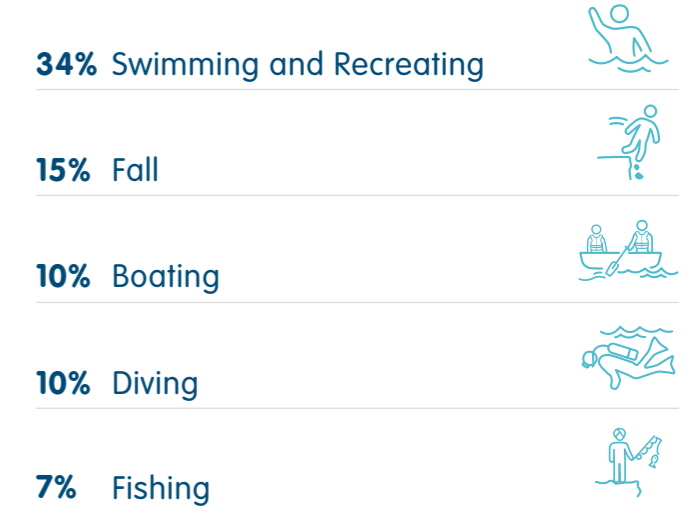 34% Swimming and Recreating
15% Fall
10% Boating
10% Diving
7% Fishing